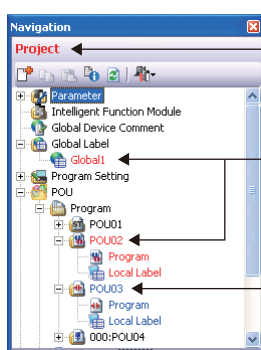 Navigation
Project
Parameter
Intelligent Function Module
Global Device Comment
Global Label
Global1
Program Setting
POU
Program
POU01
POU02
Program
Local Label
POU03
Program
Local Label
000:POU04